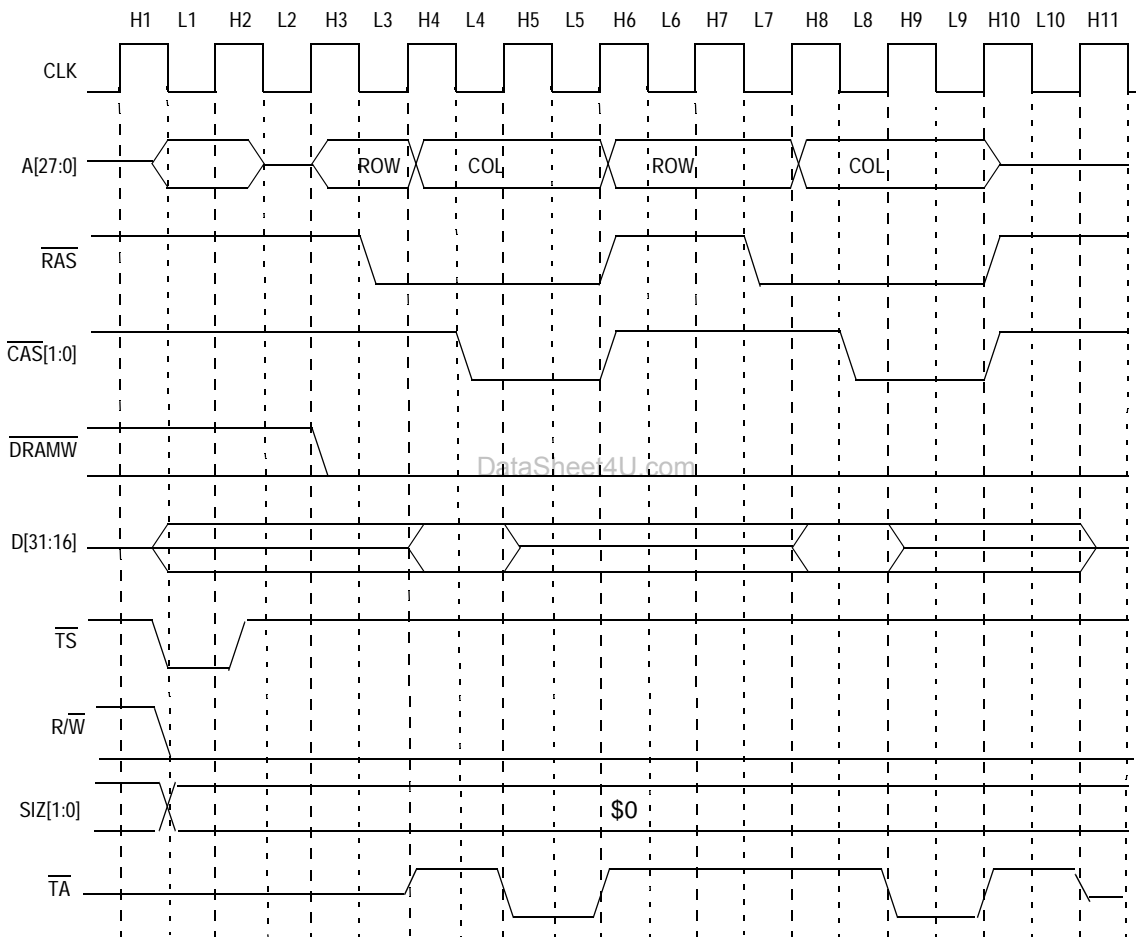 H1 L1 H2 L2 H3 L3 H4 L4 H5 L5 H6 L6 H7 L7 H8 L8 H9 L9 H10 L10 H11
CLK
A[27:0] ROW COL ROW COL
RAS
CAS[1:0]
DRAMW
DataSheet4U.com
D[31:16]
TS
R/W
SIZ[1:0] $0
TA